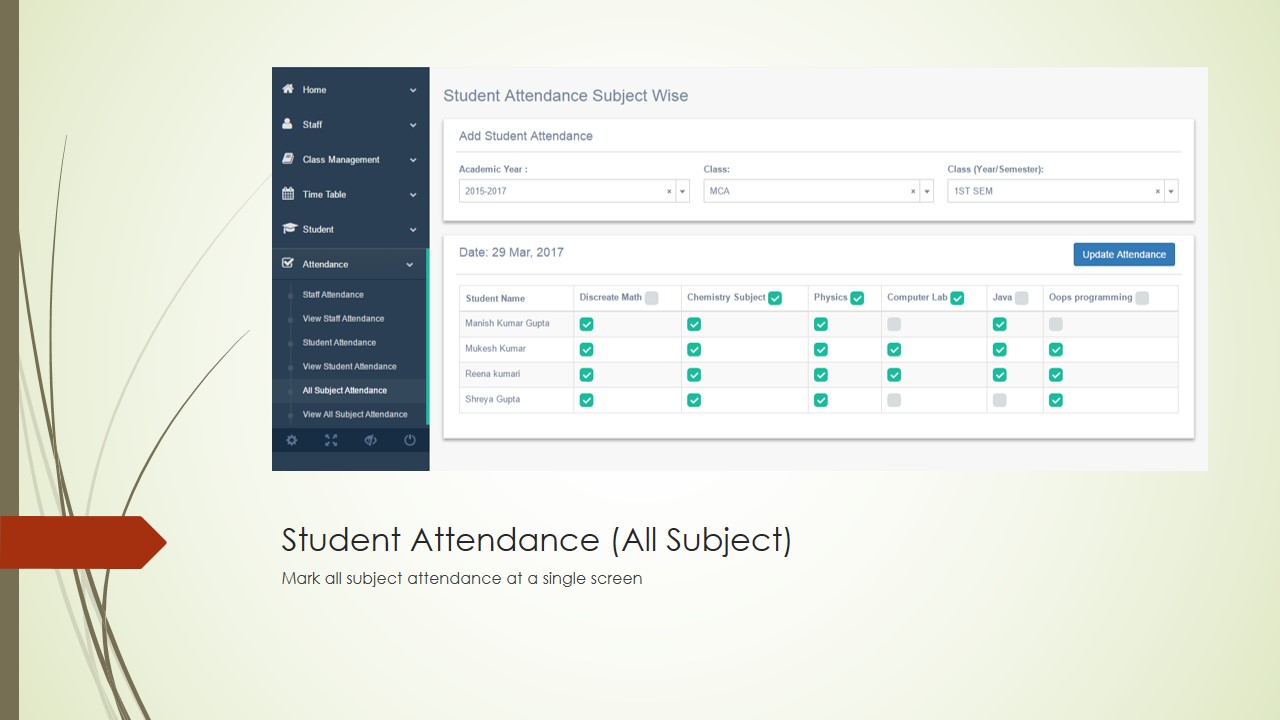 Home
Staff
Class Management
Time Table
Student
Attendance
Staff Attendance
View Staff Attendance
Student Attendance
View Student Attendance
All Subject Attendance
View All Subject Attendance
Student Attendance Subject Wise
Add Student Attendance
Academic Year : Class: Class (Year/Semester):
2015-2017 MCA 1ST SEM
Date: 29 Mar, 2017 Update Attendance
Student Name Discreate Math Chemistry Subject Physics Computer Lab Java Oops programming
Manish Kumar Gupta
Mukesh Kumar
Reena kumari
Shreya Gupta
Student Attendance (All Subject)
Mark all subject attendance at a single screen